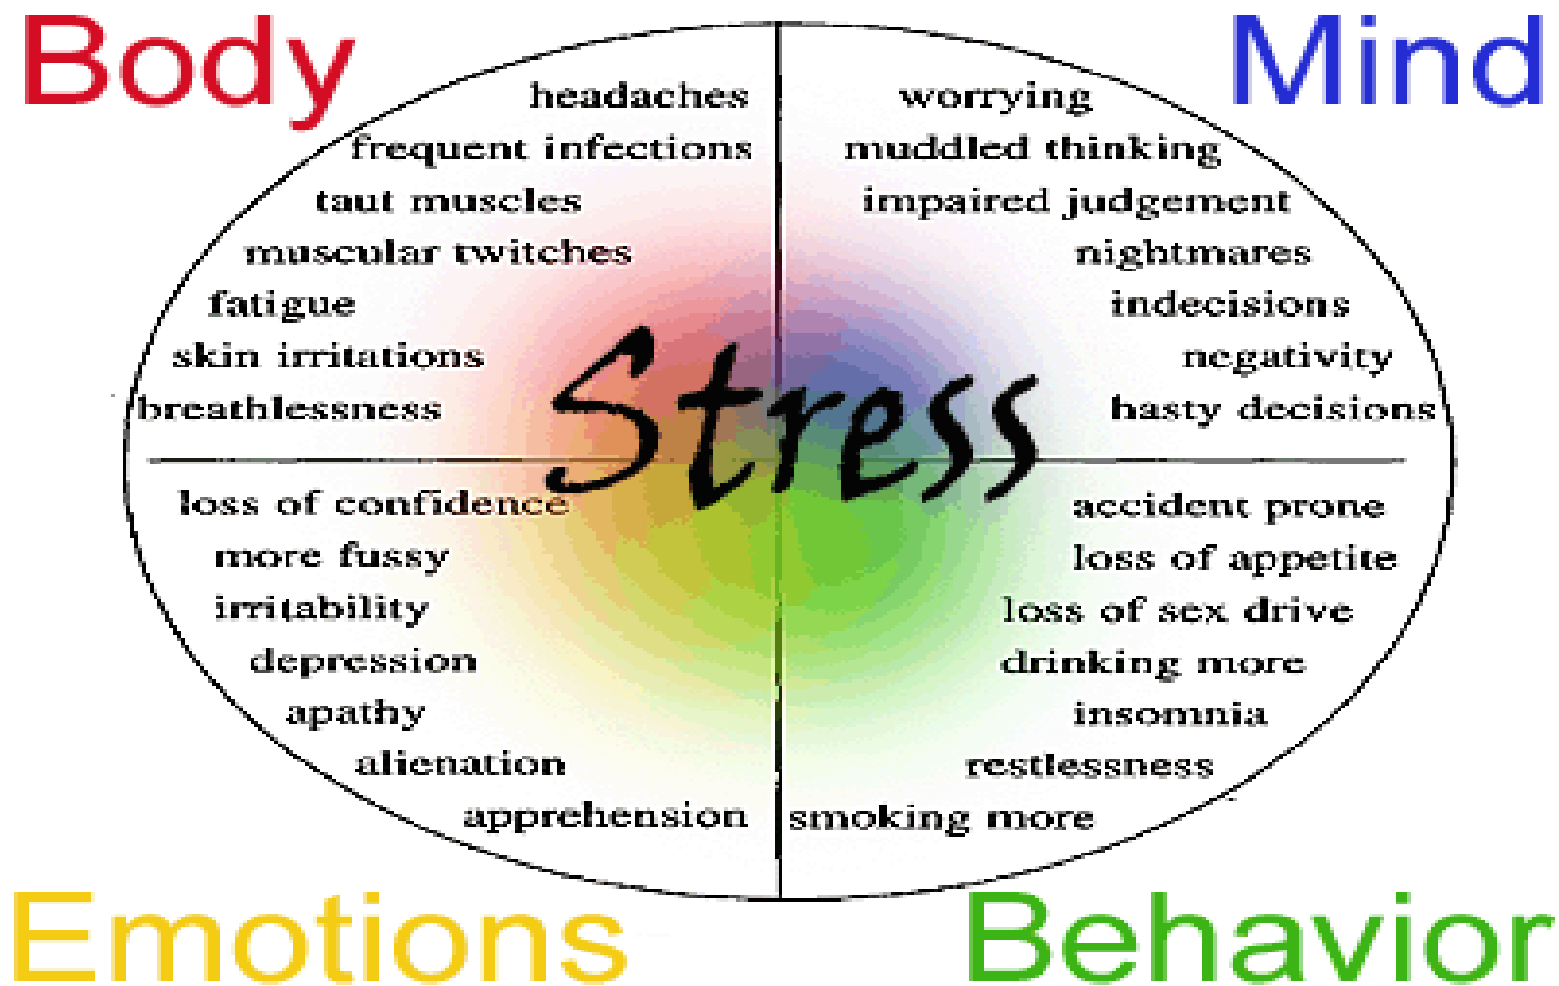 Body
headaches
frequent infections
taut muscles
muscular twitches
fatigue
skin irritations
breathlessness
Mind
worrying
muddled thinking
impaired judgement
nightmares
indecisions
negativity
hasty decisions
Stress
loss of confidence
more fussy
irritability
depression
apathy
alienation
apprehension
Emotions
accident prone
loss of appetite
loss of sex drive
drinking more
insomnia
restlessness
smoking more
Behavior